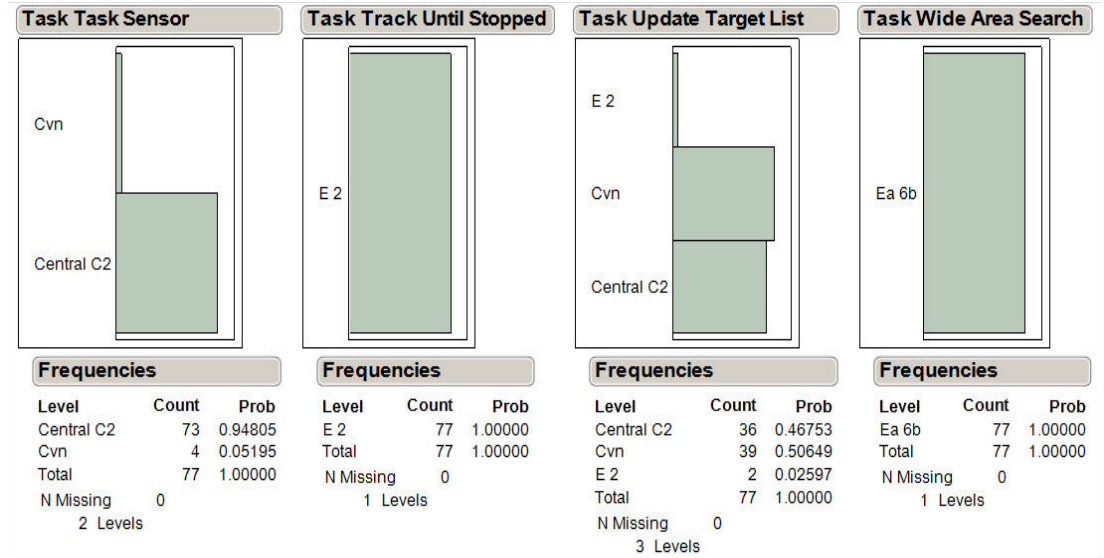 Task Task Sensor
Cvn
Central C2
Frequencies
Level Count Prob
Central C2 73 0.94805
Cvn 4 0.05195
Total 77 1.00000
N Missing 0
2 Levels
Task Track Until Stopped
E 2
Frequencies
Level Count Prob
E 2 77 1.00000
Total 77 1.00000
N Missing 0
1 Levels
Task Update Target List
E 2
Cvn
Central C2
Frequencies
Level Count Prob
Central C2 36 0.46753
Cvn 39 0.50649
E 2 2 0.02597
Total 77 1.00000
N Missing 0
3 Levels
Task Wide Area Search
Ea 6b
Frequencies
Level Count Prob
Ea 6b 77 1.00000
Total 77 1.00000
N Missing 0
1 Levels